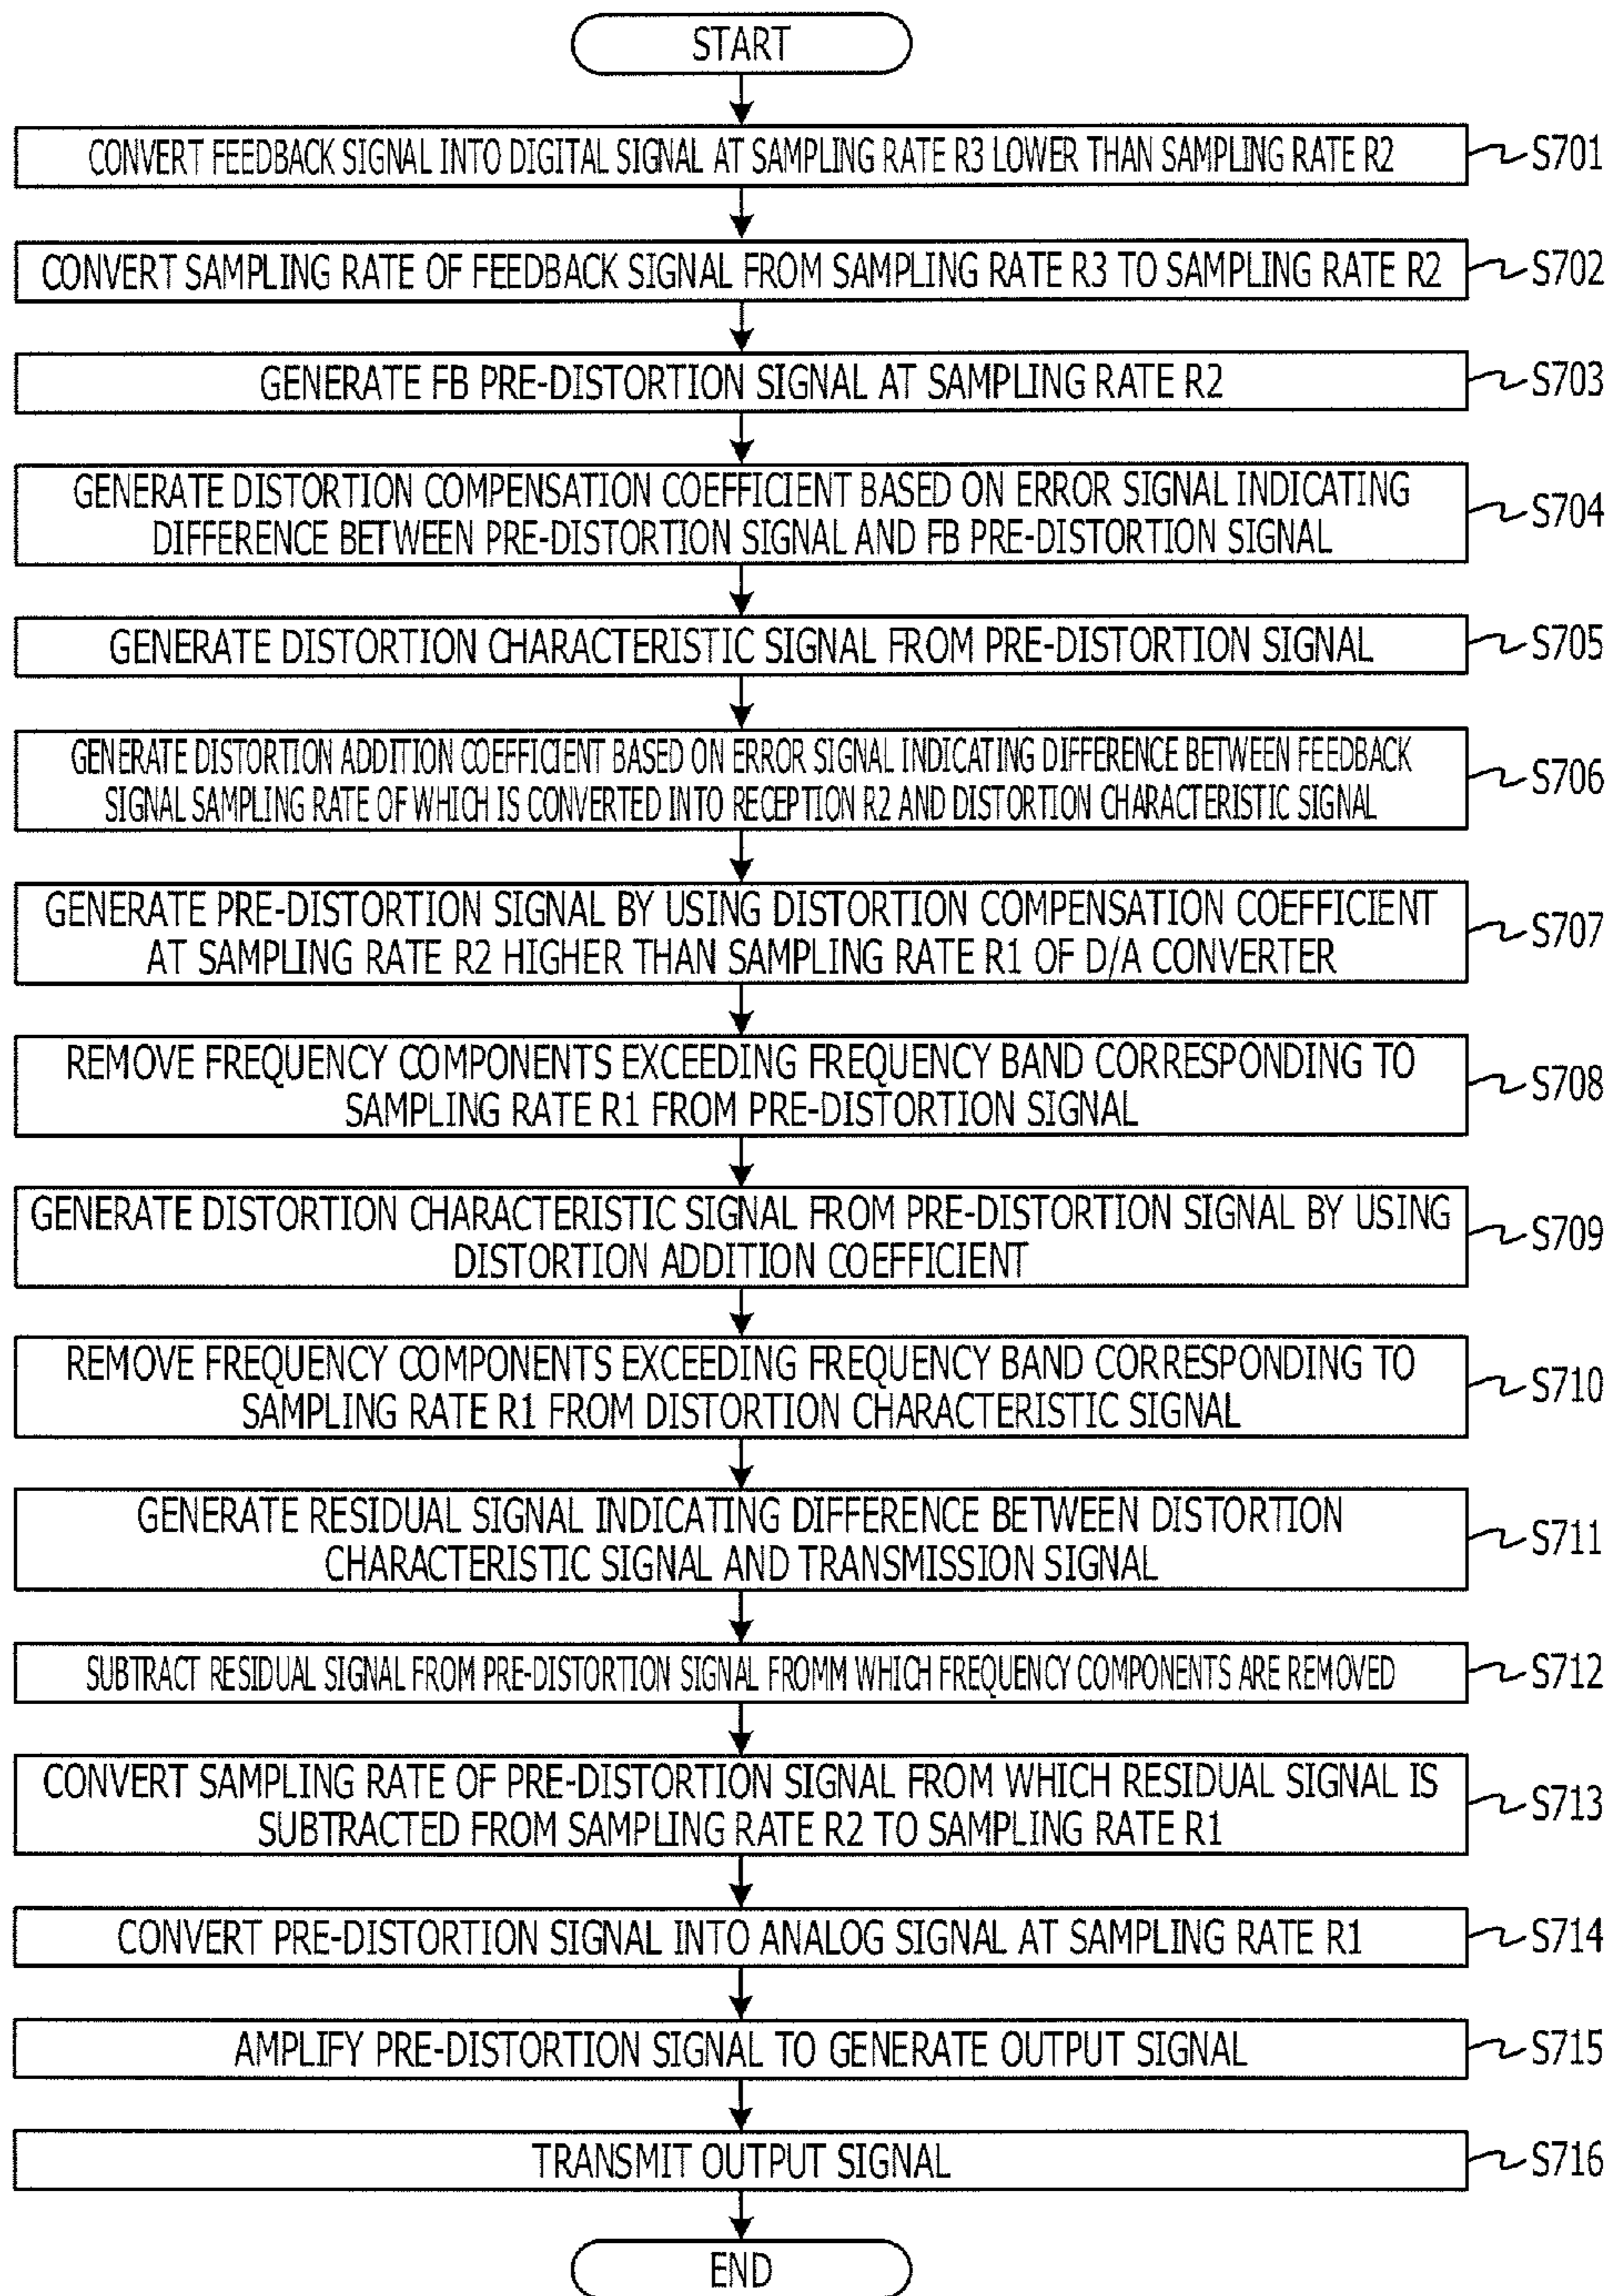 START
CONVERT FEEDBACK SIGNAL INTO DIGITAL SIGNAL AT SAMPLING RATE R3 LOWER THAN SAMPLING RATE R2
S701
CONVERT SAMPLING RATE OF FEEDBACK SIGNAL FROM SAMPLING RATE R3 TO SAMPLING RATE R2
S702
GENERATE FB PRE-DISTORTION SIGNAL AT SAMPLING RATE R2
S703
GENERATE DISTORTION COMPENSATION COEFFICIENT BASED ON ERROR SIGNAL INDICATING
DIFFERENCE BETWEEN PRE-DISTORTION SIGNAL AND FB PRE-DISTORTION SIGNAL
S704
GENERATE DISTORTION CHARACTERISTIC SIGNAL FROM PRE-DISTORTION SIGNAL
S705
GENERATE DISTORTION ADDITION COEFFICIENT BASED ON ERROR SIGNAL INDICATING DIFFERENCE BETWEEN FEEDBACK
SIGNAL SAMPLING RATE OF WHICH IS CONVERTED INTO RECEPTION R2 AND DISTORTION CHARACTERISTIC SIGNAL
S706
GENERATE PRE-DISTORTION SIGNAL BY USING DISTORTION COMPENSATION COEFFICIENT
AT SAMPLING RATE R2 HIGHER THAN SAMPLING RATE R1 OF D/A CONVERTER
S707
REMOVE FREQUENCY COMPONENTS EXCEEDING FREQUENCY BAND CORRESPONDING TO
SAMPLING RATE R1 FROM PRE-DISTORTION SIGNAL
S708
GENERATE DISTORTION CHARACTERISTIC SIGNAL FROM PRE-DISTORTION SIGNAL BY USING
DISTORTION ADDITION COEFFICIENT
S709
REMOVE FREQUENCY COMPONENTS EXCEEDING FREQUENCY BAND CORRESPONDING TO
SAMPLING RATE R1 FROM DISTORTION CHARACTERISTIC SIGNAL
S710
GENERATE RESIDUAL SIGNAL INDICATING DIFFERENCE BETWEEN DISTORTION
CHARACTERISTIC SIGNAL AND TRANSMISSION SIGNAL
S711
SUBTRACT RESIDUAL SIGNAL FROM PRE-DISTORTION SIGNAL FROMM WHICH FREQUENCY COMPONENTS ARE REMOVED
S712
CONVERT SAMPLING RATE OF PRE-DISTORTION SIGNAL FROM WHICH RESIDUAL SIGNAL IS
SUBTRACTED FROM SAMPLING RATE R2 TO SAMPLING RATE R1
S713
CONVERT PRE-DISTORTION SIGNAL INTO ANALOG SIGNAL AT SAMPLING RATE R1
S714
AMPLIFY PRE-DISTORTION SIGNAL TO GENERATE OUTPUT SIGNAL
S715
TRANSMIT OUTPUT SIGNAL
S716
END